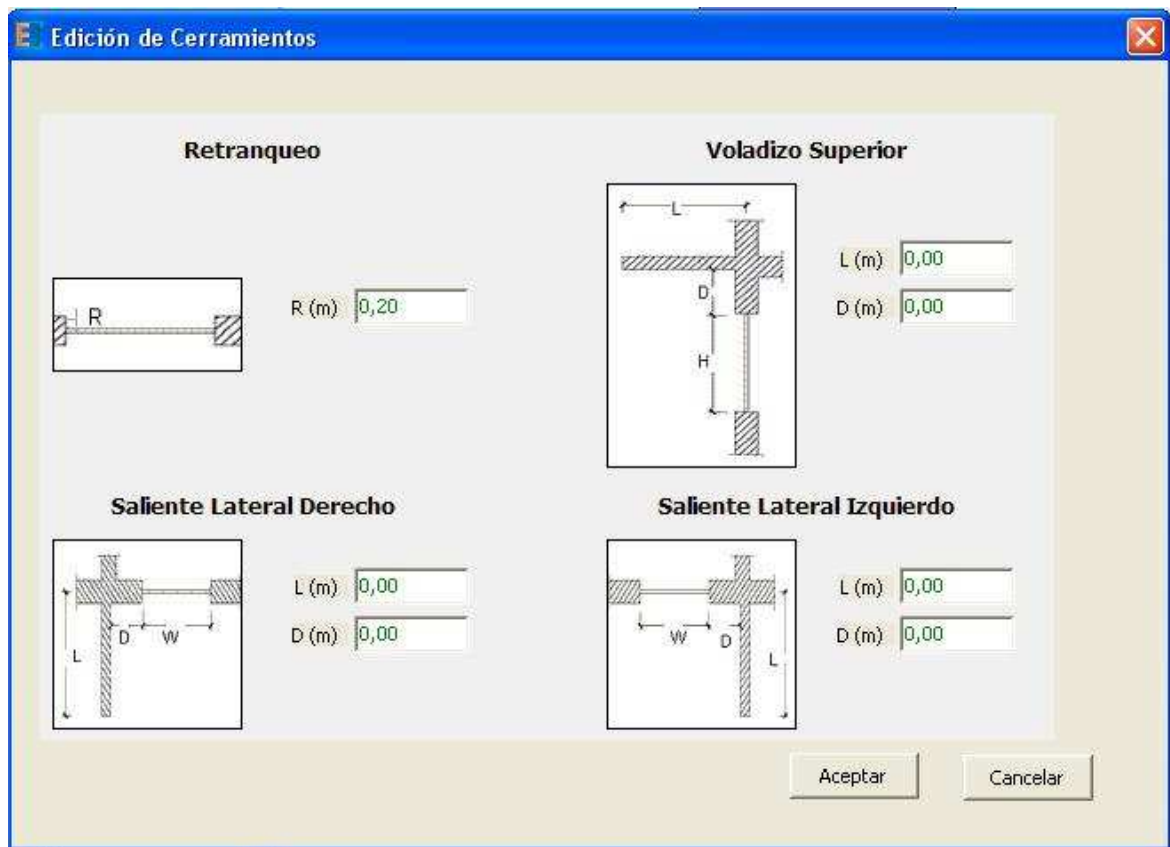 Edición de Cerramientos
Retranqueo
R
R (m) 0,20
Voladizo Superior
L
D
H
L (m) 0,00
D (m) 0,00
Saliente Lateral Derecho
D W
L
L (m) 0,00
D (m) 0,00
Saliente Lateral Izquierdo
W D
L
L (m) 0,00
D (m) 0,00
Aceptar Cancelar